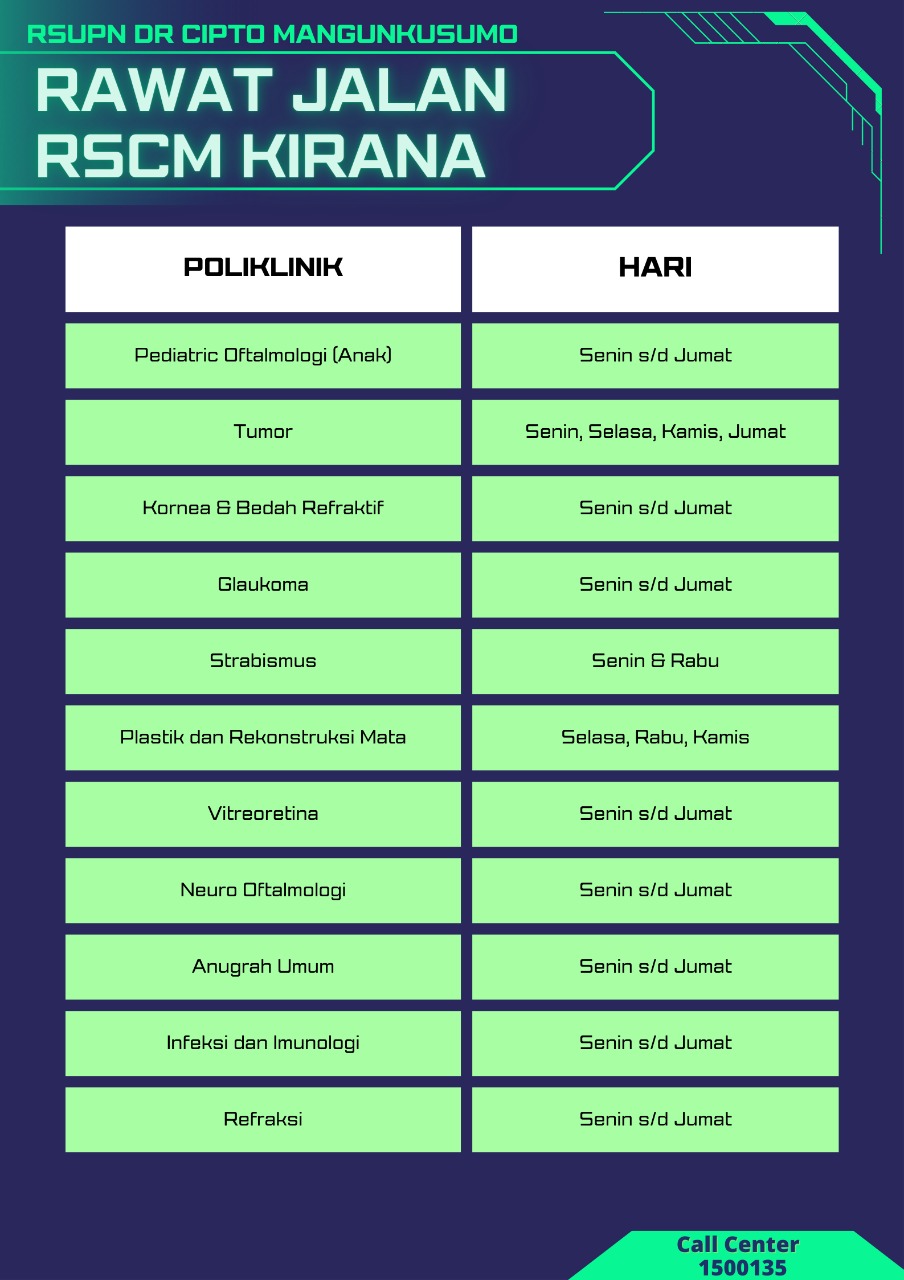 RSUPN DR CIPTO MANGUNKUSUMO
RAWAT JALAN
RSCM KIRANA
POLIKLINIK HARI
Pediatric Oftalmologi (Anak) Senin s/d Jumat
Tumor Senin, Selasa, Kamis, Jumat
Kornea & Bedah Refraktif Senin s/d Jumat
Glaukoma Senin s/d Jumat
Strabismus Senin & Rabu
Plastik dan Rekonstruksi Mata Selasa, Rabu, Kamis
Vitreoretina Senin s/d Jumat
Neuro Oftalmologi Senin s/d Jumat
Anugrah Umum Senin s/d Jumat
Infeksi dan Imunologi Senin s/d Jumat
Refraksi Senin s/d Jumat
Call Center
1500135